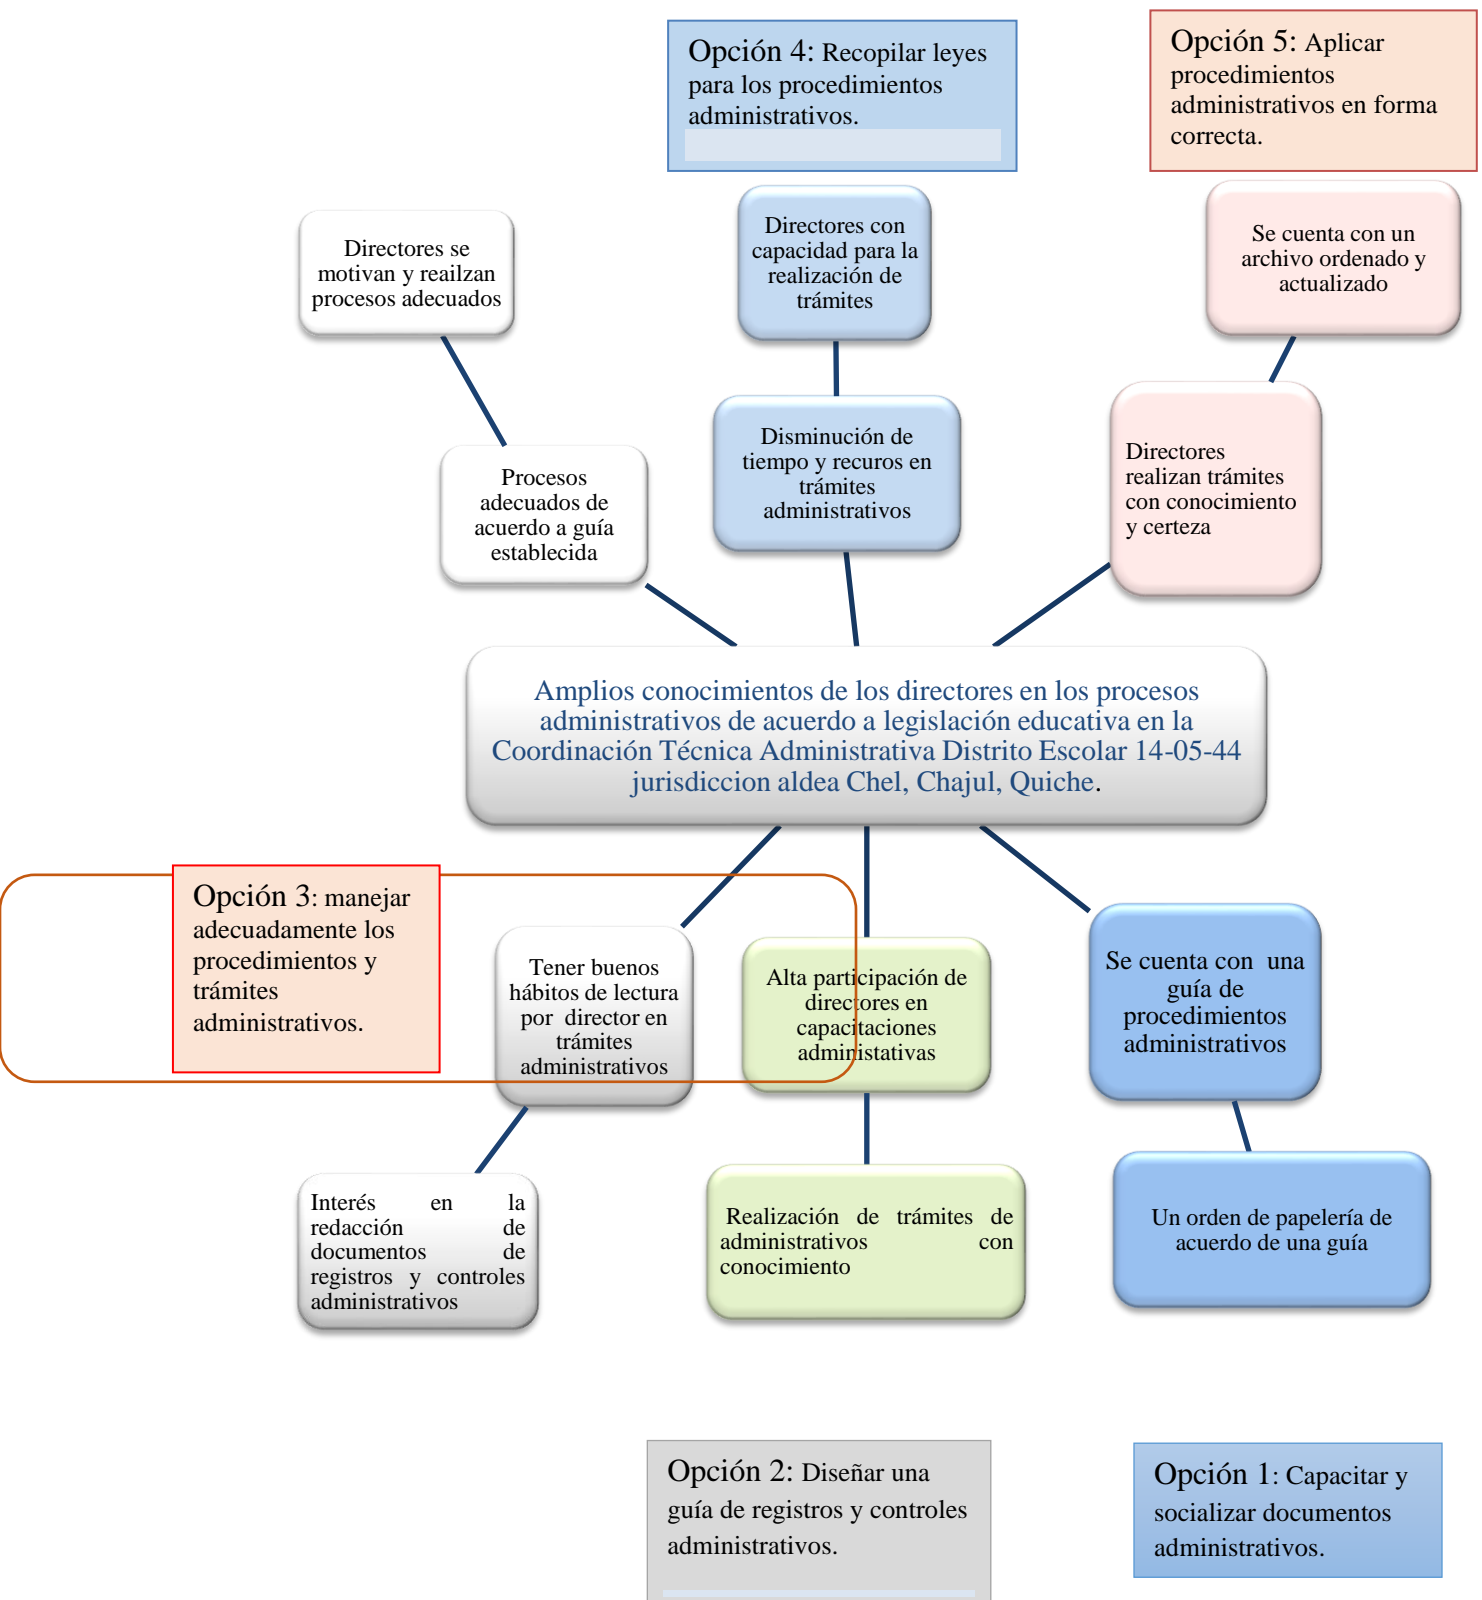 Opción 4: Recopilar leyes
para los procedimientos
administrativos.
Opción 5: Aplicar
procedimientos
administrativos en forma
correcta.
Directores se
motivan y reailzan
procesos adecuados
Directores con
capacidad para la
realización de
trámites
Se cuenta con un
archivo ordenado y
actualizado
Procesos
adecuados de
acuerdo a guía
establecida
Disminución de
tiempo y recuros en
trámites
administrativos
Directores
realizan trámites
con conocimiento
y certeza
Amplios conocimientos de los directores en los procesos
administrativos de acuerdo a legislación educativa en la
Coordinación Técnica Administrativa Distrito Escolar 14-05-44
jurisdiccion aldea Chel, Chajul, Quiche.
Opción 3: manejar
adecuadamente los
procedimientos y
trámites
administrativos.
Tener buenos
hábitos de lectura
por director en
trámites
administrativos
Alta participación de
directores en
capacitaciones
administativas
Se cuenta con una
guía de
procedimientos
administrativos
Interés en la
redacción de
documentos de
registros y controles
administrativos
Realización de trámites de
administrativos con
conocimiento
Un orden de papelería de
acuerdo de una guía
Opción 2: Diseñar una
guía de registros y controles
administrativos.
Opción 1: Capacitar y
socializar documentos
administrativos.